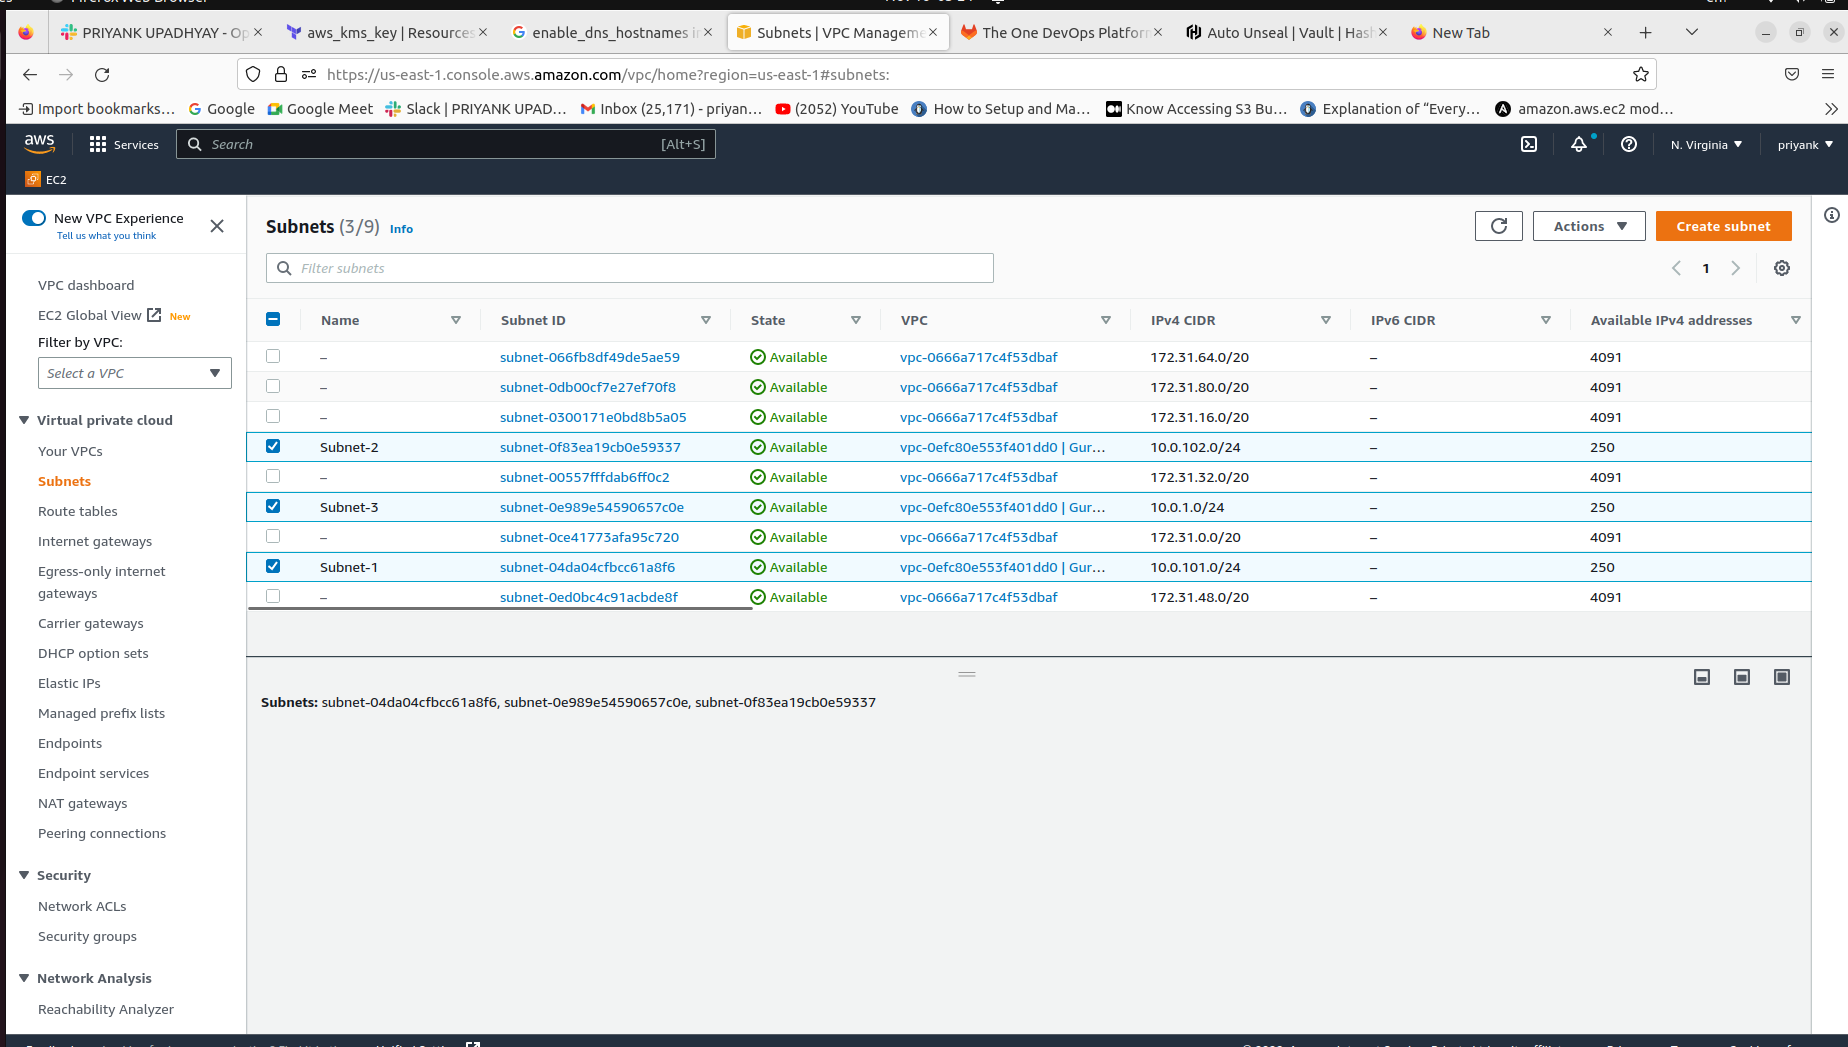 PRIYANK UPADHYAY - Op
aws_kms_key | Resources
enable_dns_hostnames in
Subnets | VPC Manageme
The One DevOps Platform
Auto Unseal | Vault | Hash
New Tab
https://us-east-1.console.aws.amazon.com/vpc/home?region=us-east-1#subnets:
Import bookmarks... Google Google Meet Slack | PRIYANK UPAD... Inbox (25,171) - priyan... (2052) YouTube How to Setup and Ma... Know Accessing S3 Bu... Explanation of “Every... amazon.aws.ec2 mod...
aws Services Search [Alt+S] N. Virginia priyank
EC2
New VPC Experience
Tell us what you think
VPC dashboard
EC2 Global View New
Filter by VPC:
Select a VPC
Virtual private cloud
Your VPCs
Subnets
Route tables
Internet gateways
Egress-only internet
gateways
Carrier gateways
DHCP option sets
Elastic IPs
Managed prefix lists
Endpoints
Endpoint services
NAT gateways
Peering connections
Security
Network ACLs
Security groups
Network Analysis
Reachability Analyzer
Subnets (3/9) Info
Actions
Create subnet
Filter subnets
1
Name Subnet ID State VPC IPv4 CIDR IPv6 CIDR Available IPv4 addresses
– subnet-066fb8df49de5ae59 Available vpc-0666a717c4f53dbaf 172.31.64.0/20 – 4091
– subnet-0db00cf7e27ef70f8 Available vpc-0666a717c4f53dbaf 172.31.80.0/20 – 4091
– subnet-0300171e0bd8b5a05 Available vpc-0666a717c4f53dbaf 172.31.16.0/20 – 4091
Subnet-2 subnet-0f83ea19cb0e59337 Available vpc-0efc80e553f401dd0 | Gur... 10.0.102.0/24 – 250
– subnet-00557fffdab6ff0c2 Available vpc-0666a717c4f53dbaf 172.31.32.0/20 – 4091
Subnet-3 subnet-0e989e54590657c0e Available vpc-0efc80e553f401dd0 | Gur... 10.0.1.0/24 – 250
– subnet-0ce41773afa95c720 Available vpc-0666a717c4f53dbaf 172.31.0.0/20 – 4091
Subnet-1 subnet-04da04cfbcc61a8f6 Available vpc-0efc80e553f401dd0 | Gur... 10.0.101.0/24 – 250
– subnet-0ed0bc4c91acbde8f Available vpc-0666a717c4f53dbaf 172.31.48.0/20 – 4091
Subnets: subnet-04da04cfbcc61a8f6, subnet-0e989e54590657c0e, subnet-0f83ea19cb0e59337